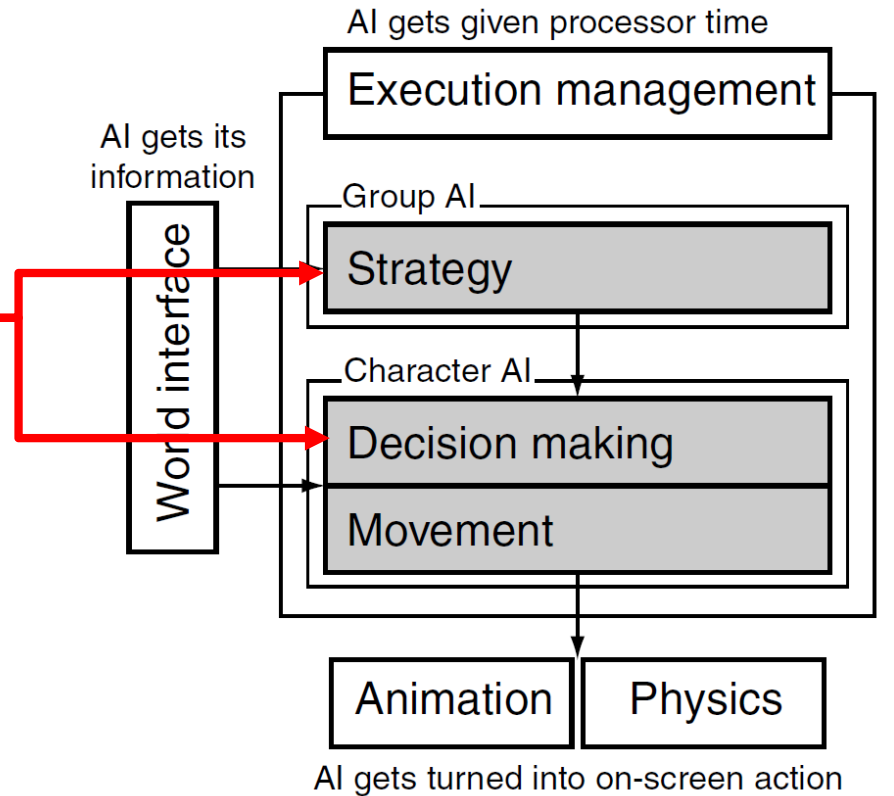 AI gets given processor time
Execution management
AI gets its
information
World interface
Group AI
Strategy
Character AI
Decision making
Movement
Animation
Physics
AI gets turned into on-screen action